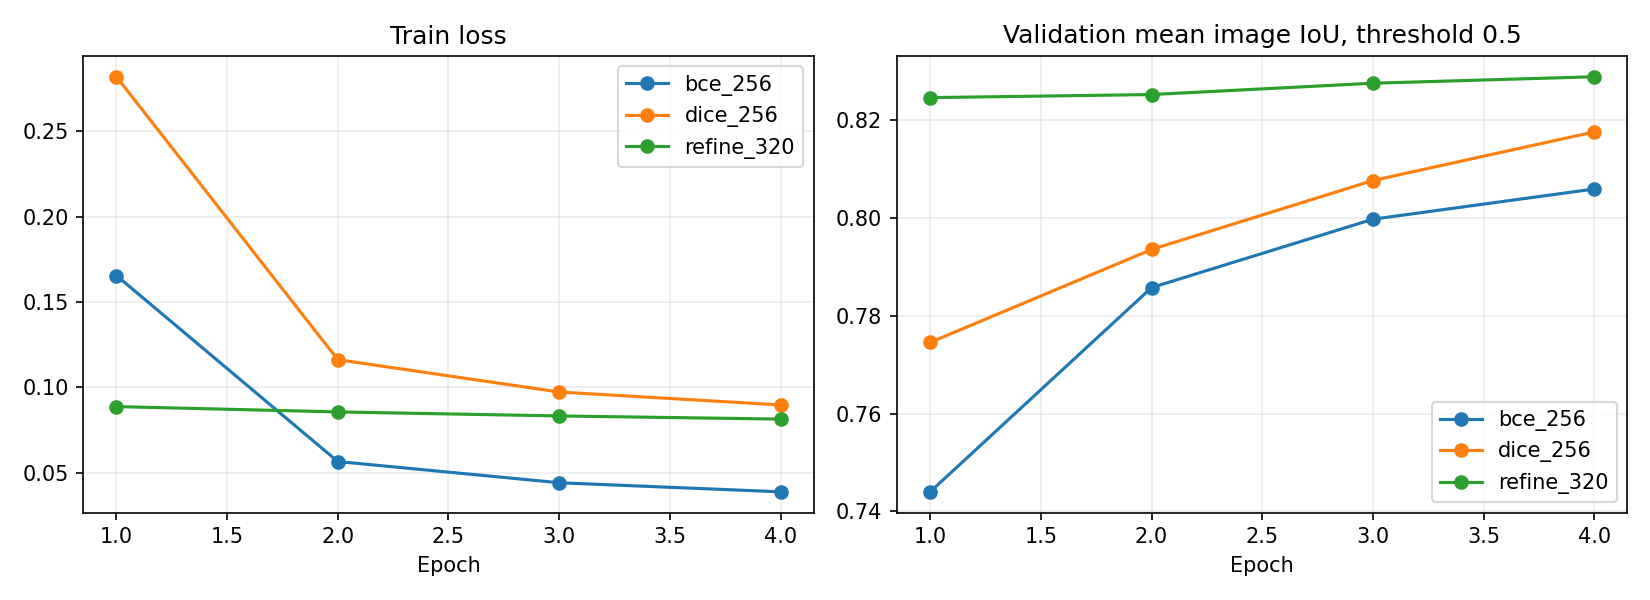 Train loss
0.25
0.20
0.15
0.10
0.05
1.0 1.5 2.0 2.5 3.0 3.5 4.0
Epoch
bce_256
dice_256
refine_320
Validation mean image IoU, threshold 0.5
0.82
0.80
0.78
0.76
0.74
1.0 1.5 2.0 2.5 3.0 3.5 4.0
Epoch
bce_256
dice_256
refine_320